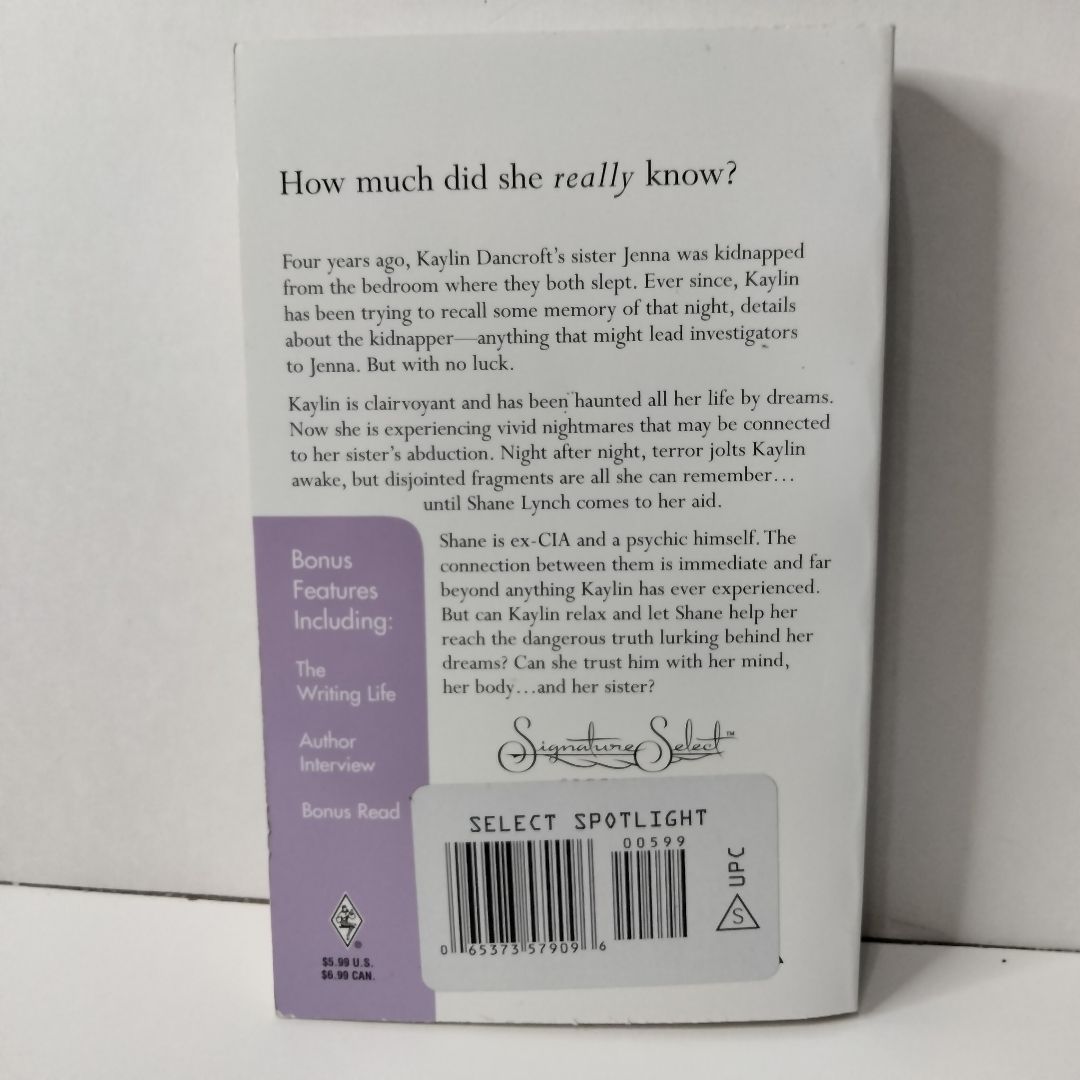 How much did she really know?
Four years ago, Kaylin Dancroft's sister Jenna was kidnapped
from the bedroom where they both slept. Ever since, Kaylin
has been trying to recall some memory of that night, details
about the kidnapper—anything that might lead investigators
to Jenna. But with no luck.
Kaylin is clairvoyant and has been haunted all her life by dreams.
Now she is experiencing vivid nightmares that may be connected
to her sister's abduction. Night after night, terror jolts Kaylin
awake, but disjointed fragments are all she can remember...
until Shane Lynch comes to her aid.
Shane is ex-CIA and a psychic himself. The
connection between them is immediate and far
beyond anything Kaylin has ever experienced.
But can Kaylin relax and let Shane help her
reach the dangerous truth lurking behind her
dreams? Can she trust him with her mind,
her body...and her sister?
Bonus
Features
Including:
The
Writing Life
Author
Interview
Bonus Read
$5.99 U.S.
$6.99 CAN.
Signature Select™
SELECT SPOTLIGHT
00599
0 65373 57909 6
UPC
S